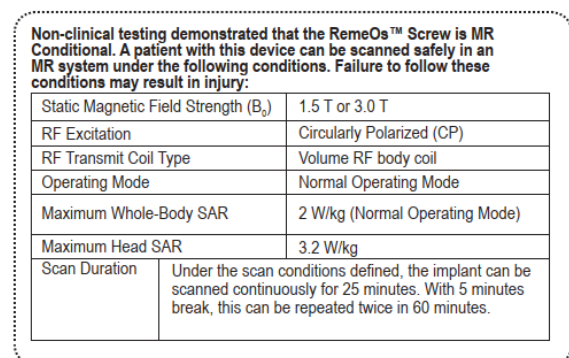 Non-clinical testing demonstrated that the RemeOs™ Screw is MR
Conditional. A patient with this device can be scanned safely in an
MR system under the following conditions. Failure to follow these
conditions may result in injury:
Static Magnetic Field Strength (B₀) 1.5 T or 3.0 T
RF Excitation Circularly Polarized (CP)
RF Transmit Coil Type Volume RF body coil
Operating Mode Normal Operating Mode
Maximum Whole-Body SAR 2 W/kg (Normal Operating Mode)
Maximum Head SAR 3.2 W/kg
Scan Duration Under the scan conditions defined, the implant can be
scanned continuously for 25 minutes. With 5 minutes
break, this can be repeated twice in 60 minutes.